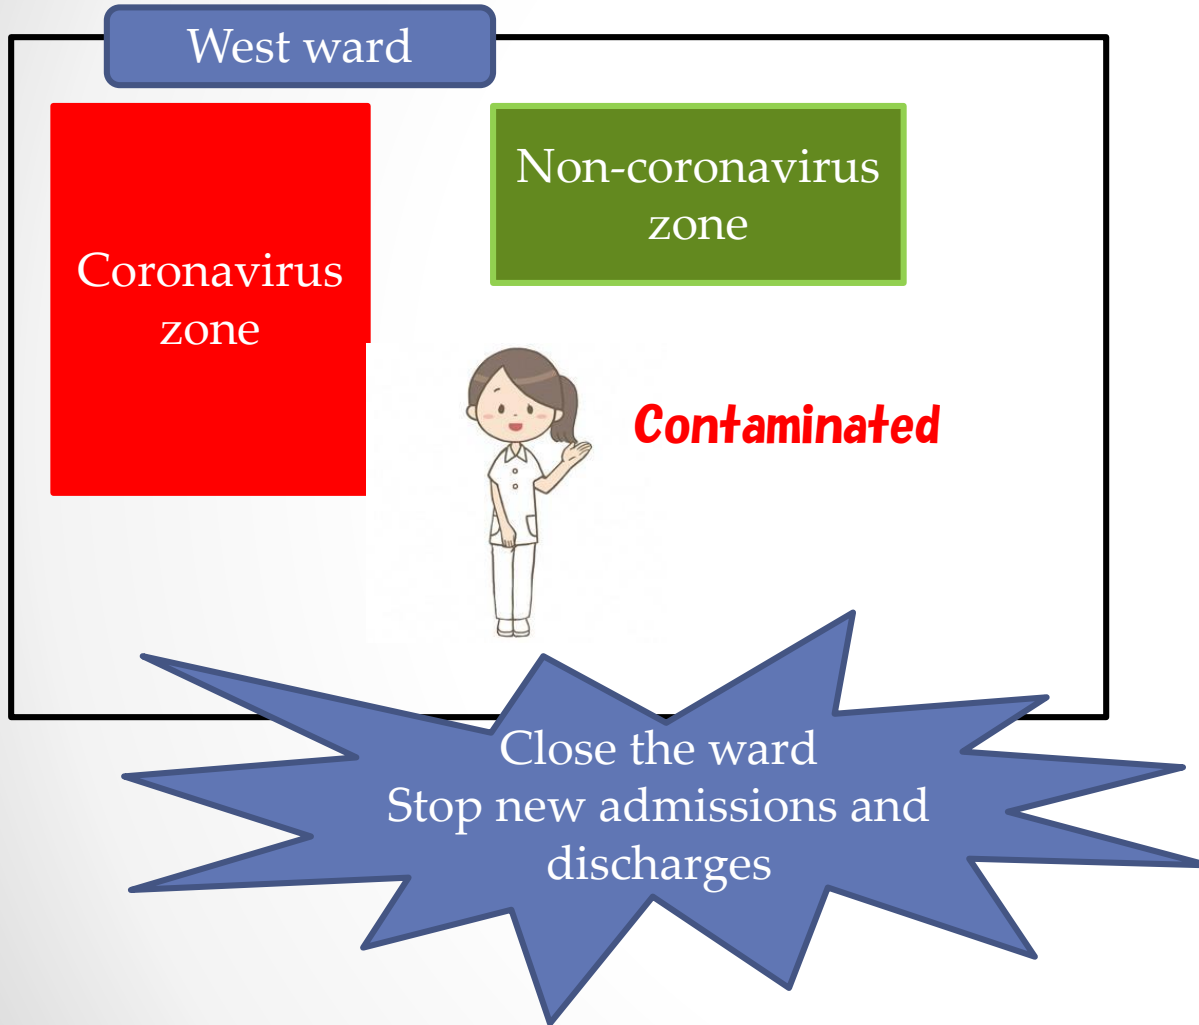 West ward
Non-coronavirus
zone
Coronavirus
zone
Contaminated
Close the ward
Stop new admissions and
discharges